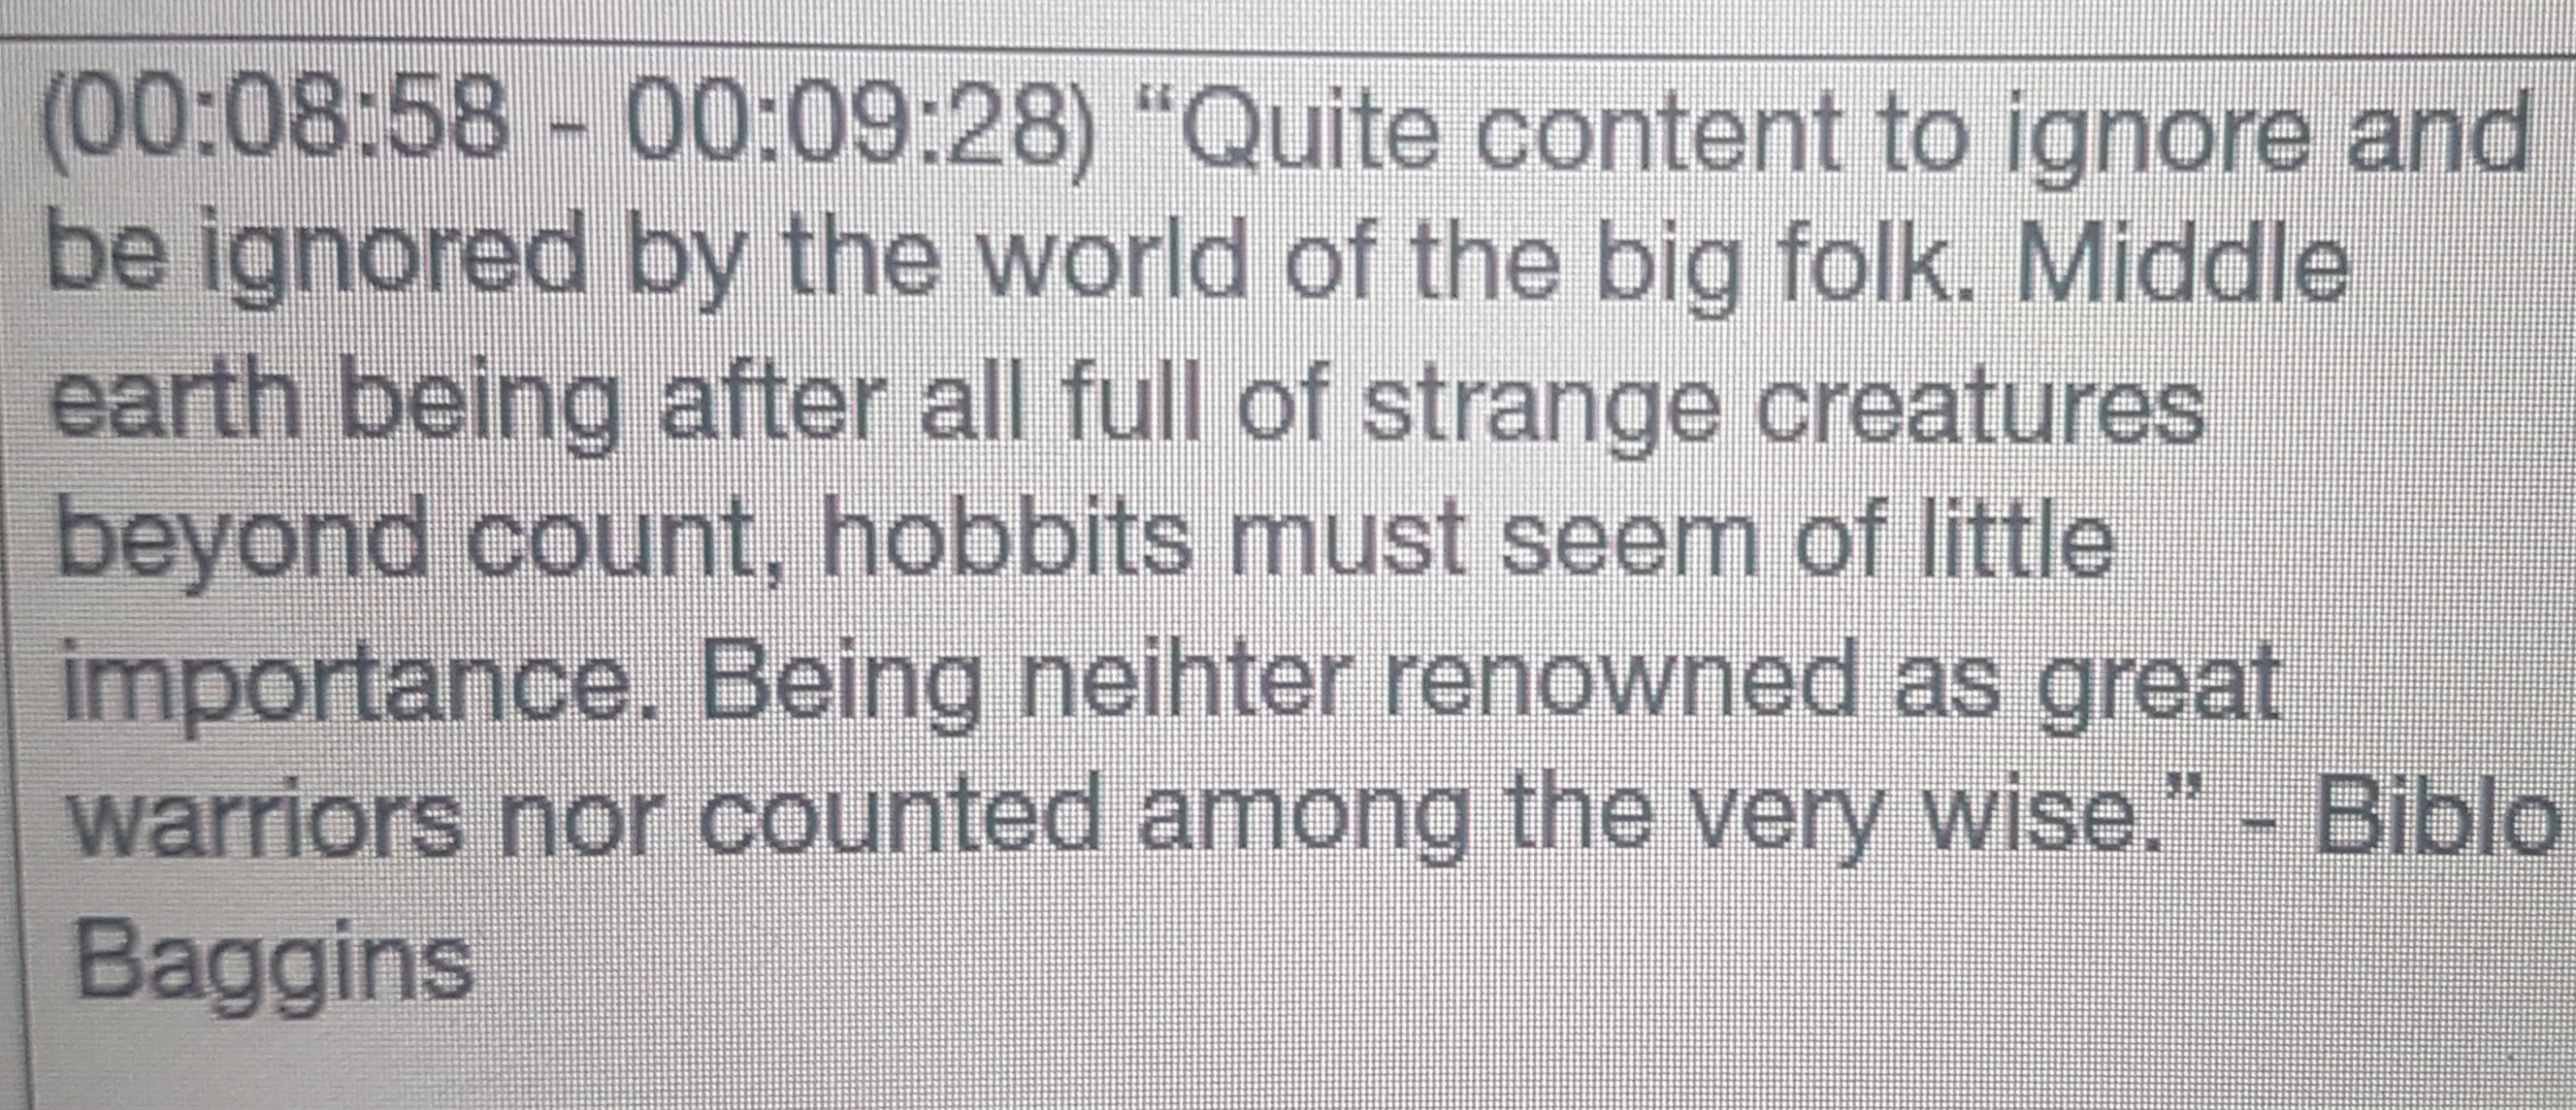 (00:08:58 - 00:09:28) “Quite content to ignore and
be ignored by the world of the big folk. Middle
earth being after all full of strange creatures
beyond count, hobbits must seem of little
importance. Being neihter renowned as great
warriors nor counted among the very wise.” - Biblo
Baggins